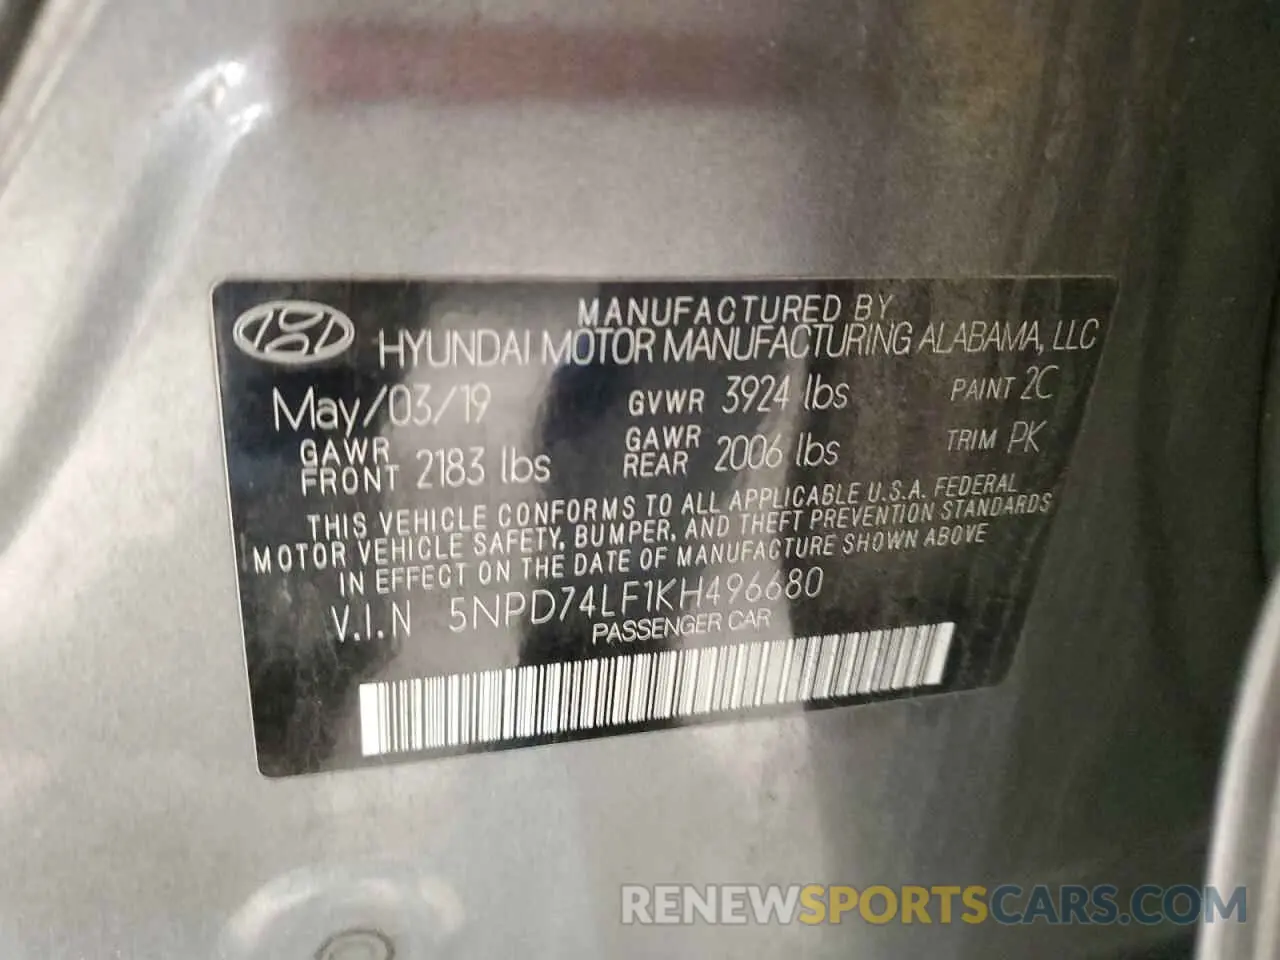 MANUFACTURED BY
HYUNDAI MOTOR MANUFACTURING ALABAMA, LLC
May/03/19 GVWR 3924 lbs PAINT 2C
GAWR FRONT 2183 lbs GAWR REAR 2006 lbs TRIM PK
THIS VEHICLE CONFORMS TO ALL APPLICABLE U.S.A. FEDERAL
MOTOR VEHICLE SAFETY, BUMPER, AND THEFT PREVENTION STANDARDS
IN EFFECT ON THE DATE OF MANUFACTURE SHOWN ABOVE
V.I.N 5NPD74LF1KH496680
PASSENGER CAR
RENEWSPORTSCARS.COM